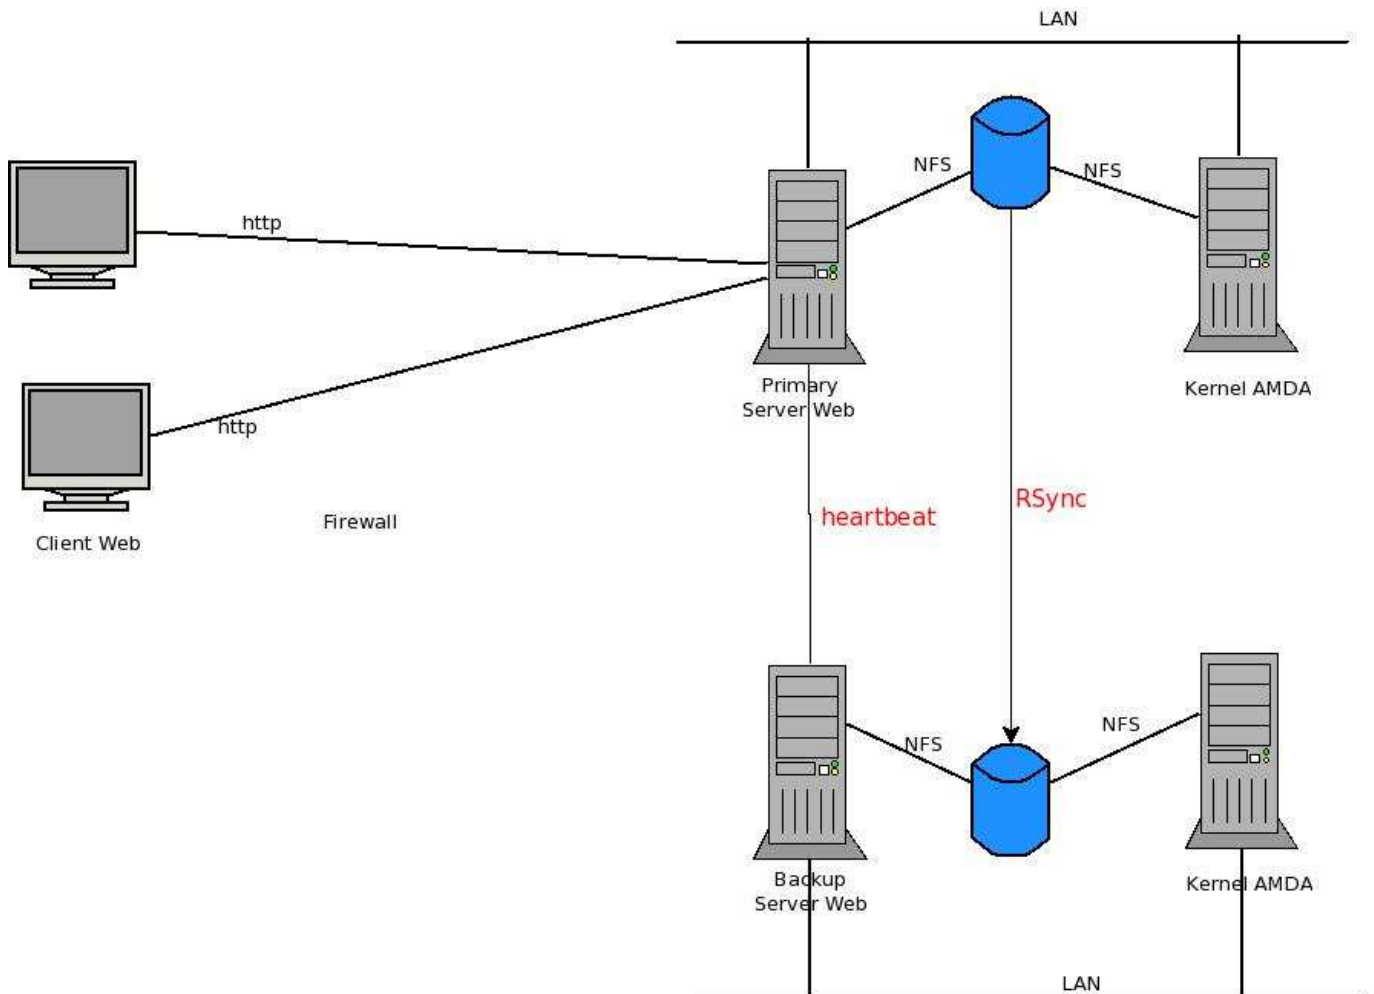 LAN
NFS
NFS
http
Primary
Server Web
Kernel AMDA
http
RSync
heartbeat
Firewall
Client Web
NFS
NFS
Backup
Server Web
Kernel AMDA
LAN